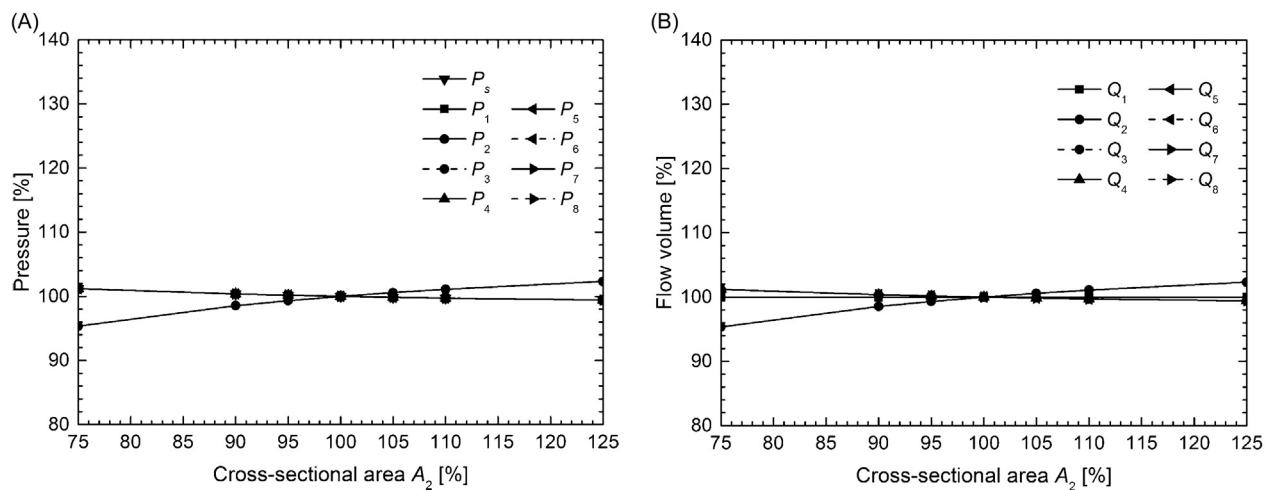 (A)
140
130
120
110
100
90
80
Pressure [%]
Pₛ
P₁ P₅
P₂ P₆
P₃ P₇
P₄ P₈
75 80 85 90 95 100 105 110 115 120 125
Cross-sectional area A₂ [%]
(B)
140
130
120
110
100
90
80
Flow volume [%]
Q₁ Q₅
Q₂ Q₆
Q₃ Q₇
Q₄ Q₈
75 80 85 90 95 100 105 110 115 120 125
Cross-sectional area A₂ [%]